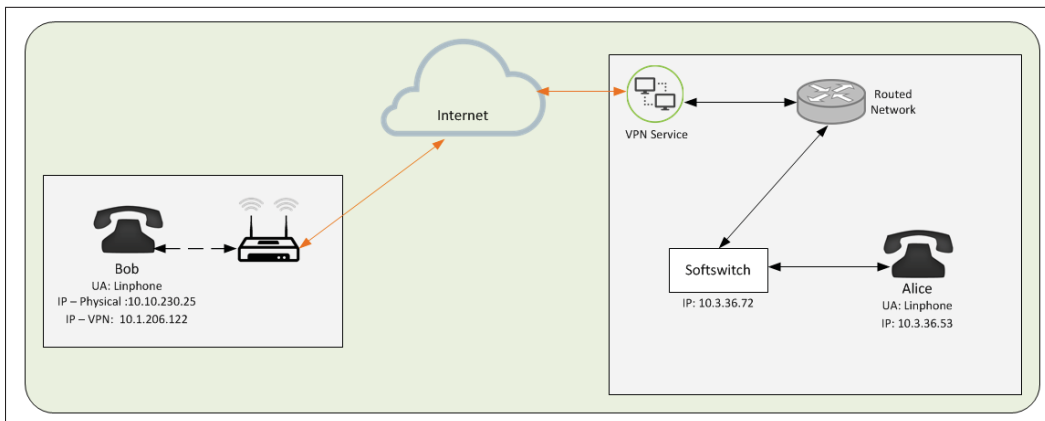 Internet
VPN Service
Routed
Network
Bob
UA: Linphone
IP – Physical :10.10.230.25
IP – VPN: 10.1.206.122
Softswitch
IP: 10.3.36.72
Alice
UA: Linphone
IP: 10.3.36.53